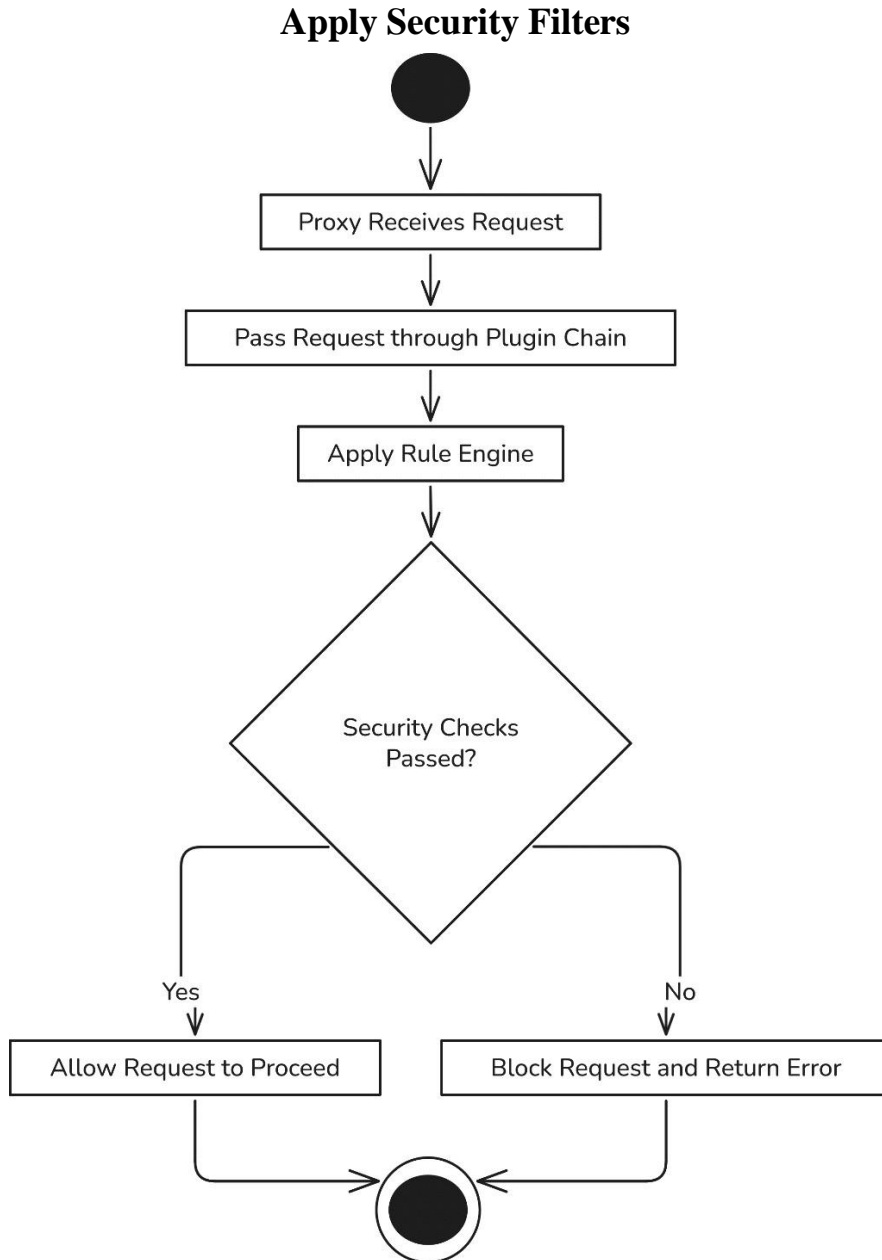 Apply Security Filters
Proxy Receives Request
Pass Request through Plugin Chain
Apply Rule Engine
Security Checks
Passed?
Yes
No
Allow Request to Proceed
Block Request and Return Error